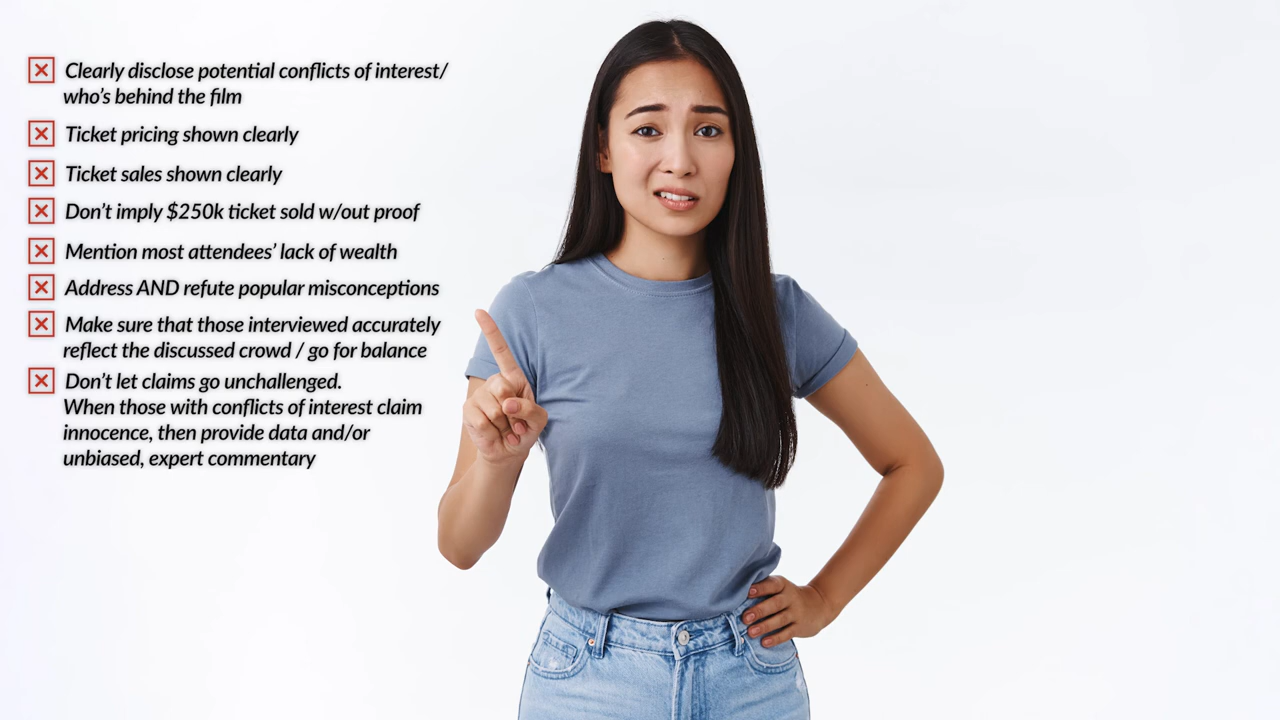 Clearly disclose potential conflicts of interest/
who's behind the film
Ticket pricing shown clearly
Ticket sales shown clearly
Don't imply $250k ticket sold w/out proof
Mention most attendees' lack of wealth
Address AND refute popular misconceptions
Make sure that those interviewed accurately
reflect the discussed crowd / go for balance
Don't let claims go unchallenged.
When those with conflicts of interest claim
innocence, then provide data and/or
unbiased, expert commentary